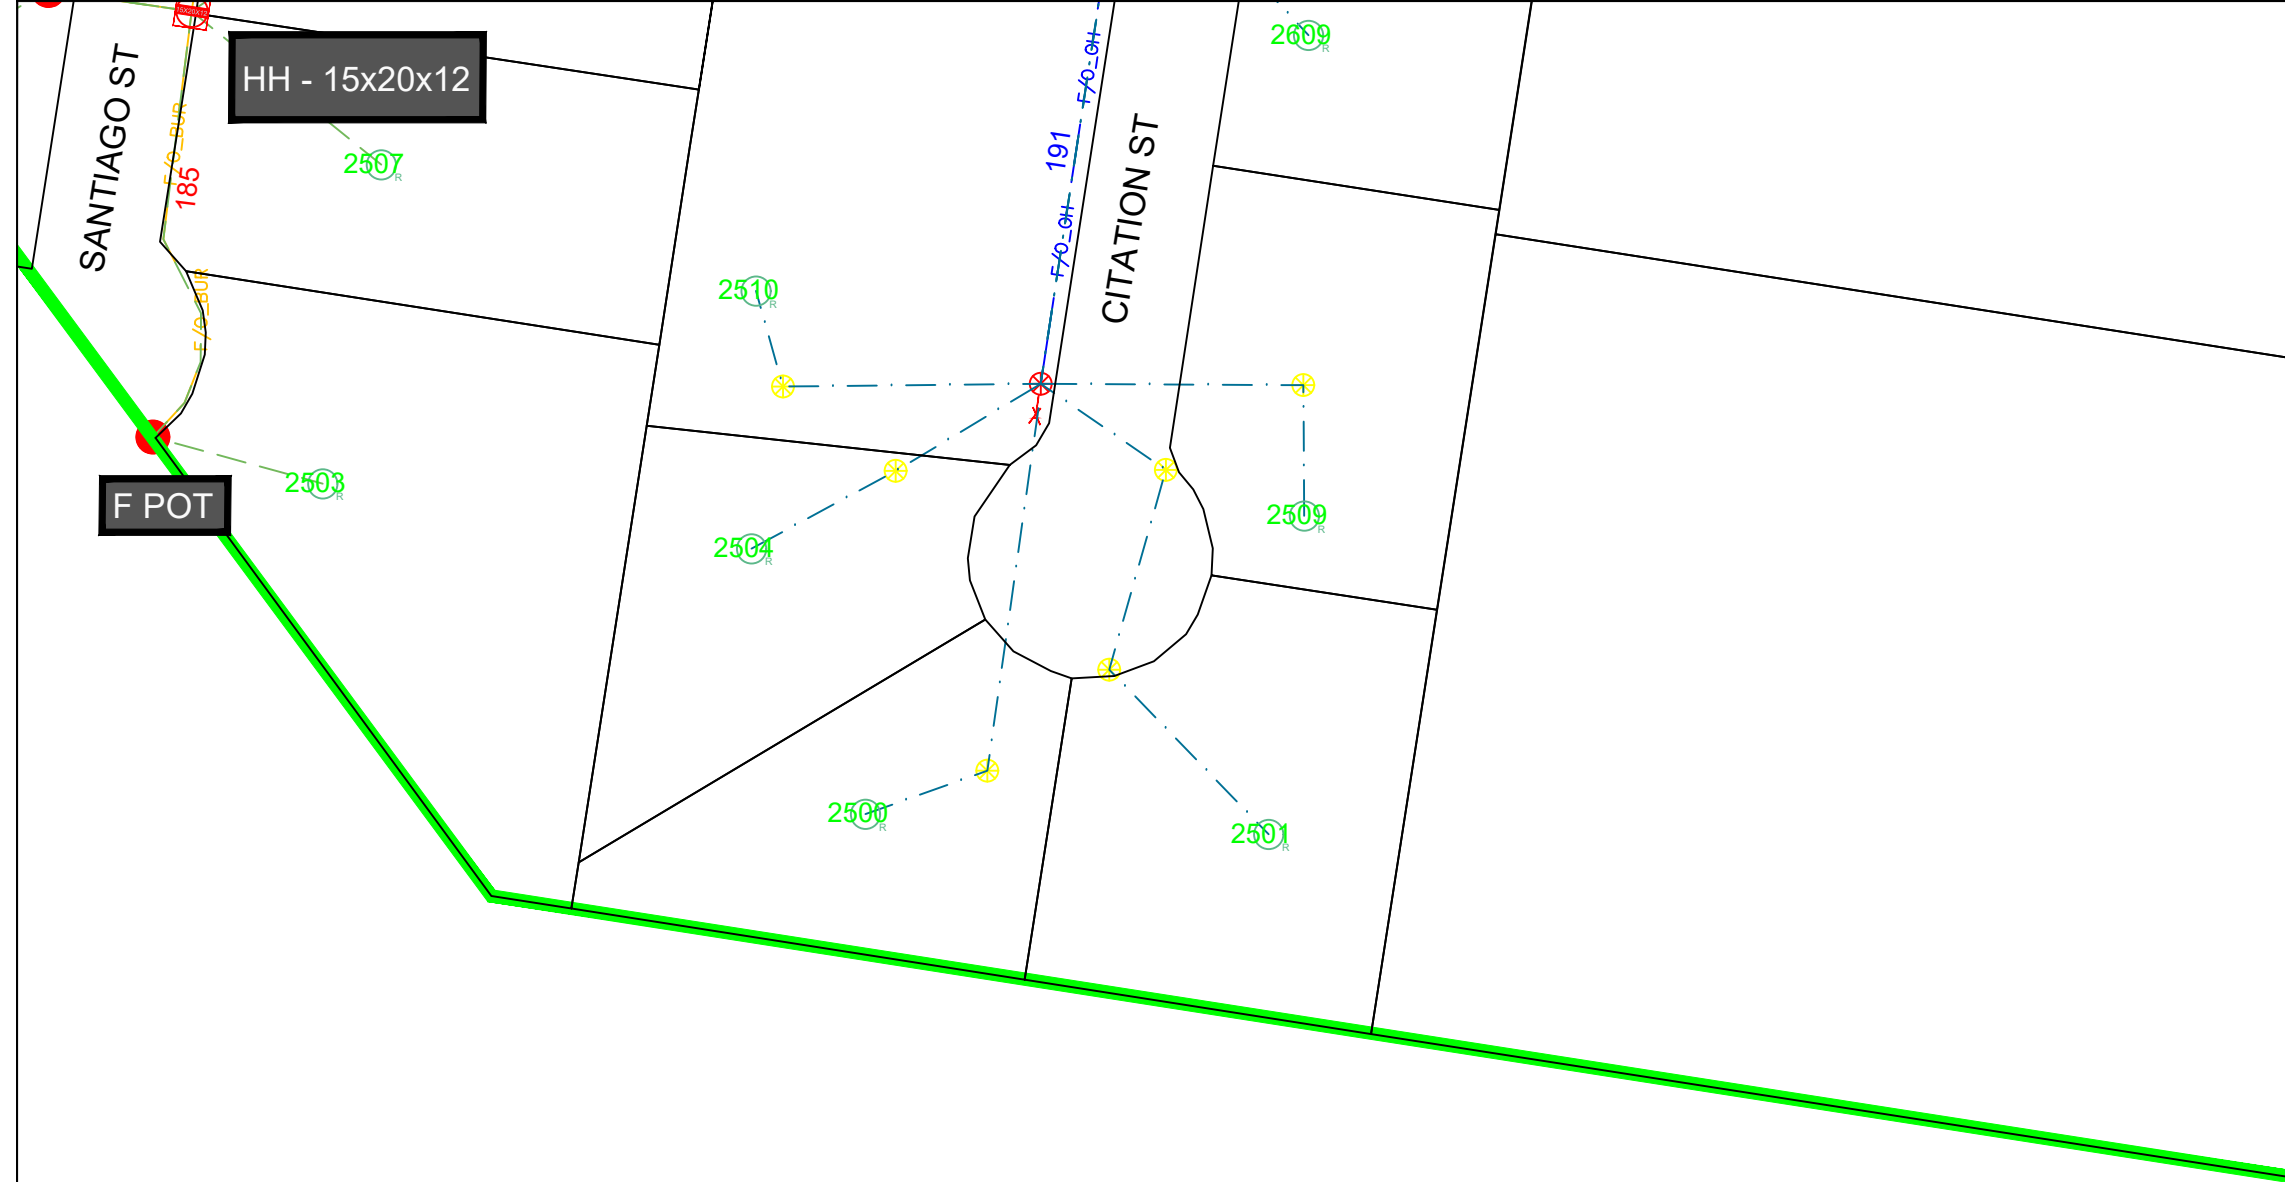 15X20X12
HH - 15x20x12
SANTIAGO ST
F/O_BUR
185
2507
R
F/O_BUR
2503
R
F POT
F/O_OH
191
F/O_OH
CITATION ST
2609
R
2510
R
X
2504
R
2509
R
2500
R
2501
R